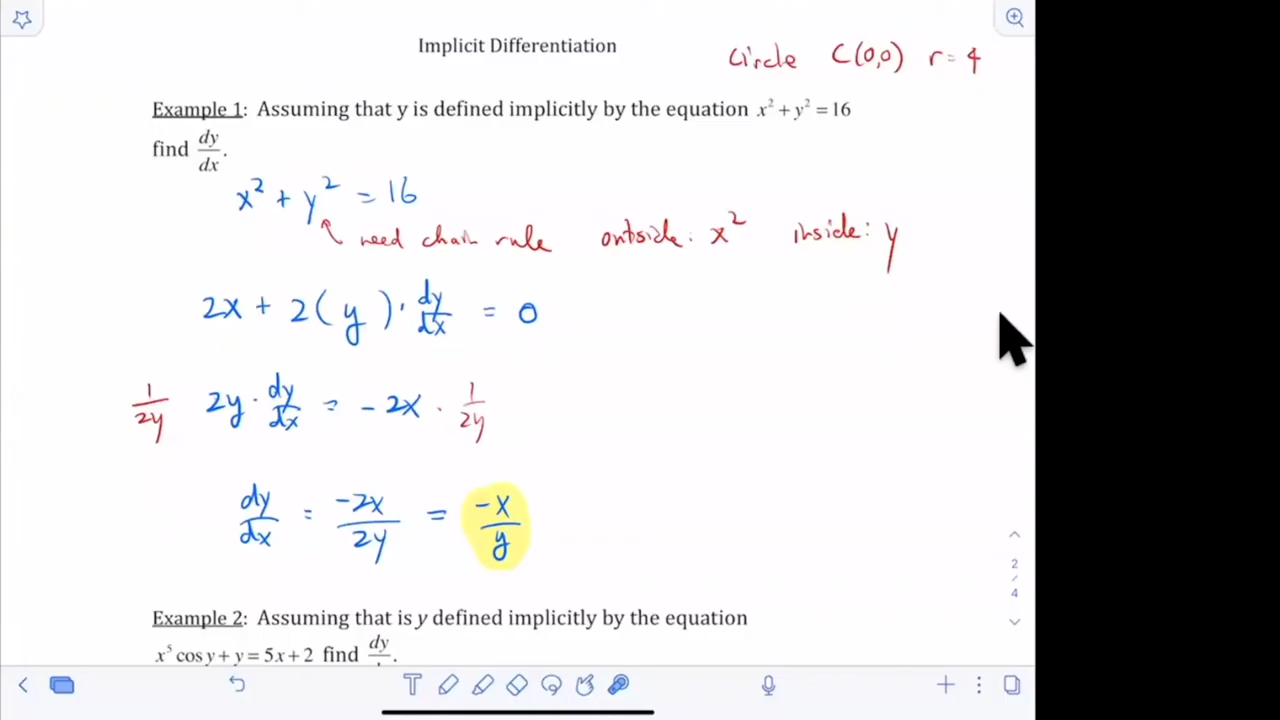 Implicit Differentiation
Circle C(0,0) r = 4
Example 1: Assuming that y is defined implicitly by the equation x² + y² = 16
find dy/dx.
x² + y² = 16
need chain rule outside: x² inside: y
2x + 2(y) · dy/dx = 0
1/2y 2y · dy/dx = -2x · 1/2y
dy/dx = -2x/2y = -x/y
Example 2: Assuming that is y defined implicitly by the equation
x⁵ cos y + y = 5x + 2 find dy/.
2
/
4
T